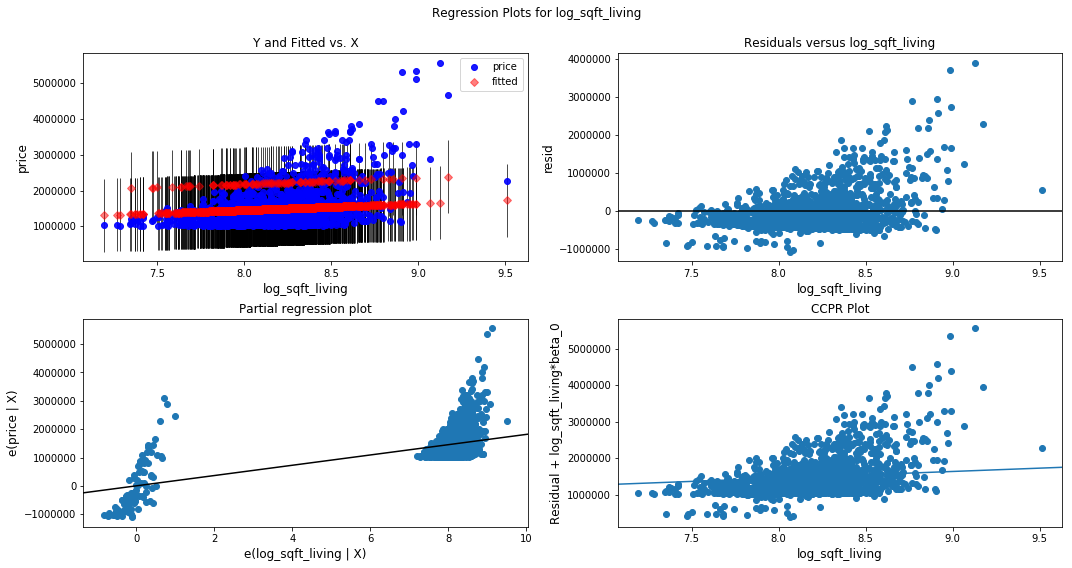 Regression Plots for log_sqft_living
Y and Fitted vs. X
price
fitted
5000000
4000000
3000000
2000000
1000000
price
7.5 8.0 8.5 9.0 9.5
log_sqft_living
Residuals versus log_sqft_living
4000000
3000000
2000000
1000000
0
−1000000
resid
7.5 8.0 8.5 9.0 9.5
log_sqft_living
Partial regression plot
5000000
4000000
3000000
2000000
1000000
0
−1000000
e(price | X)
0 2 4 6 8 10
e(log_sqft_living | X)
CCPR Plot
5000000
4000000
3000000
2000000
1000000
Residual + log_sqft_living*beta_0
7.5 8.0 8.5 9.0 9.5
log_sqft_living